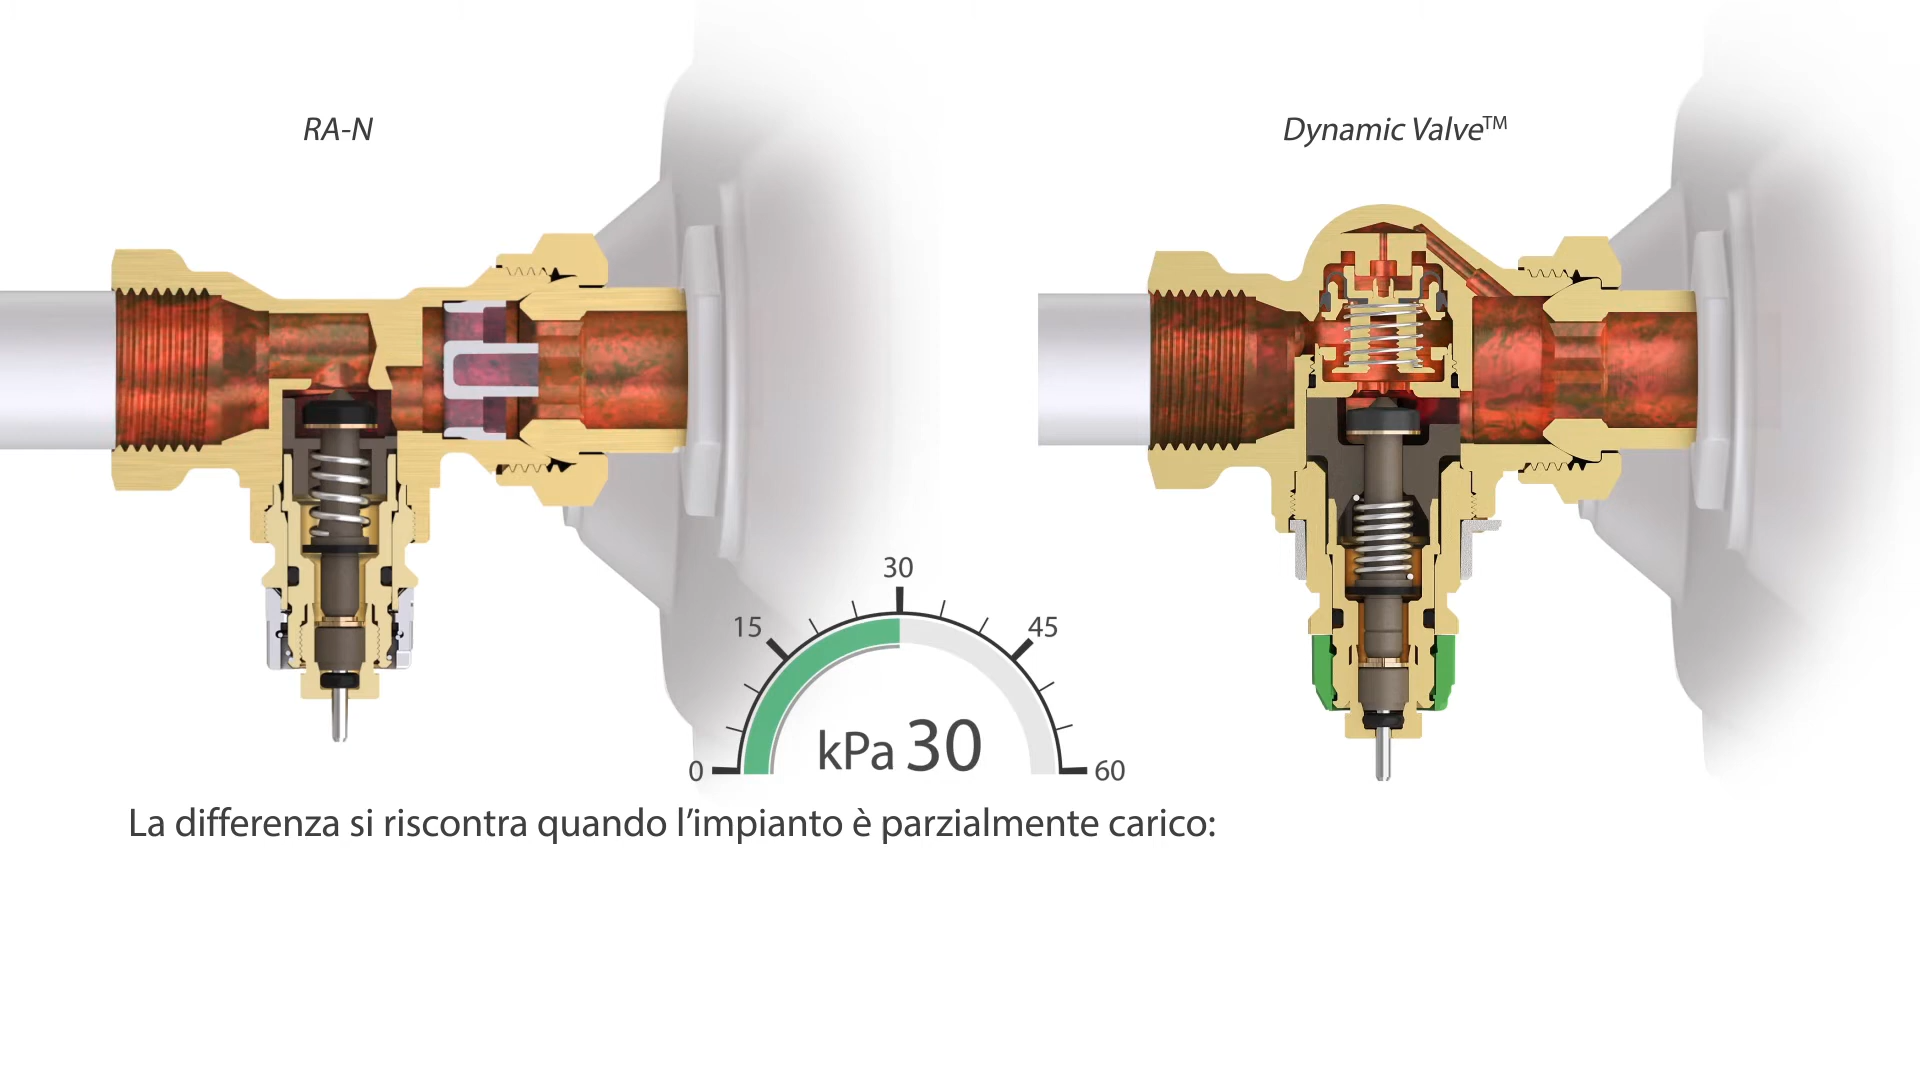 RA-N
Dynamic Valve™
30
15
45
kPa 30
0
60
La differenza si riscontra quando l’impianto è parzialmente carico: